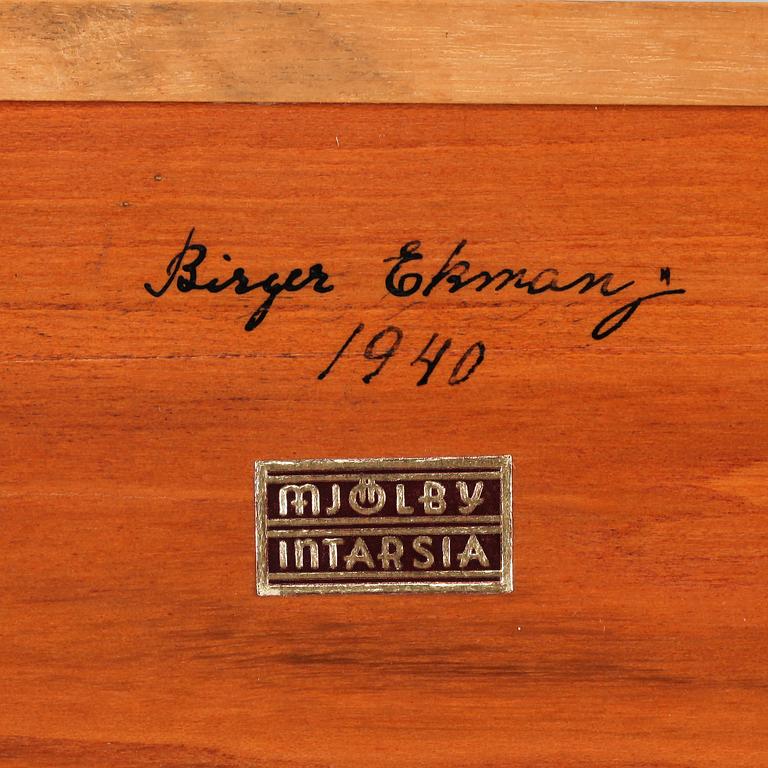 Birger Ekman
1940
MJÖLBY
INTARSIA